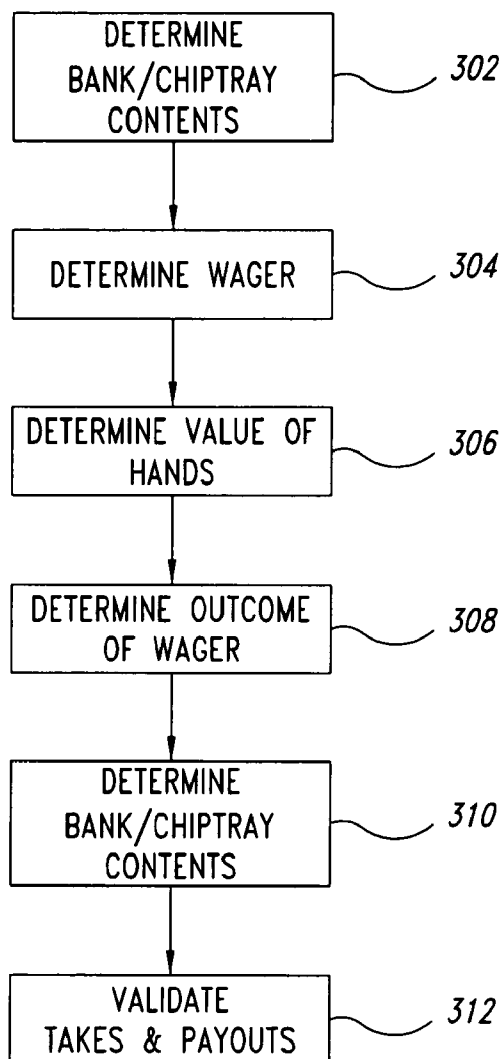 DETERMINE
BANK/CHIPTRAY
CONTENTS
302
DETERMINE WAGER
304
DETERMINE VALUE OF
HANDS
306
DETERMINE OUTCOME
OF WAGER
308
DETERMINE
BANK/CHIPTRAY
CONTENTS
310
VALIDATE
TAKES & PAYOUTS
312